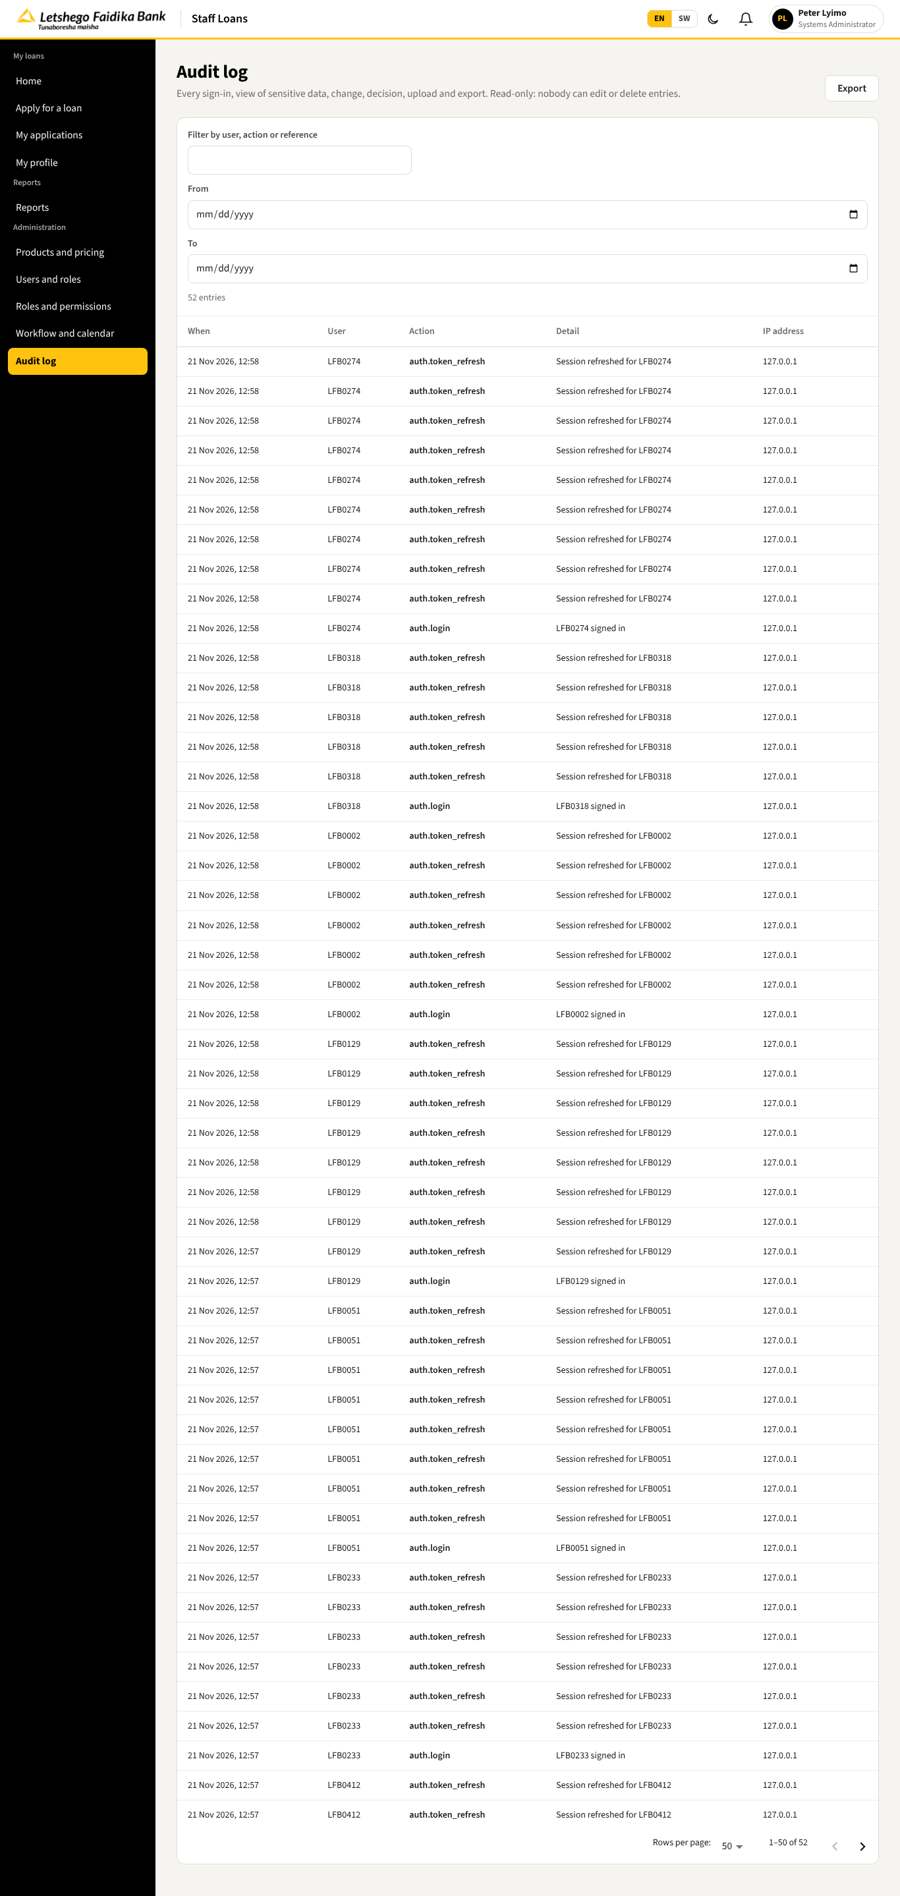 Letshego Faidika Bank
Tunaboresha maisha
Staff Loans
EN SW
PL
Peter Lyimo
Systems Administrator
My loans
Home
Apply for a loan
My applications
My profile
Reports
Reports
Administration
Products and pricing
Users and roles
Roles and permissions
Workflow and calendar
Audit log
Audit log
Every sign-in, view of sensitive data, change, decision, upload and export. Read-only: nobody can edit or delete entries.
Export
Filter by user, action or reference
From
mm/dd/yyyy
To
mm/dd/yyyy
52 entries
When User Action Detail IP address
21 Nov 2026, 12:58 LFB0274 auth.token_refresh Session refreshed for LFB0274 127.0.0.1
21 Nov 2026, 12:58 LFB0274 auth.token_refresh Session refreshed for LFB0274 127.0.0.1
21 Nov 2026, 12:58 LFB0274 auth.token_refresh Session refreshed for LFB0274 127.0.0.1
21 Nov 2026, 12:58 LFB0274 auth.token_refresh Session refreshed for LFB0274 127.0.0.1
21 Nov 2026, 12:58 LFB0274 auth.token_refresh Session refreshed for LFB0274 127.0.0.1
21 Nov 2026, 12:58 LFB0274 auth.token_refresh Session refreshed for LFB0274 127.0.0.1
21 Nov 2026, 12:58 LFB0274 auth.token_refresh Session refreshed for LFB0274 127.0.0.1
21 Nov 2026, 12:58 LFB0274 auth.token_refresh Session refreshed for LFB0274 127.0.0.1
21 Nov 2026, 12:58 LFB0274 auth.token_refresh Session refreshed for LFB0274 127.0.0.1
21 Nov 2026, 12:58 LFB0274 auth.login LFB0274 signed in 127.0.0.1
21 Nov 2026, 12:58 LFB0318 auth.token_refresh Session refreshed for LFB0318 127.0.0.1
21 Nov 2026, 12:58 LFB0318 auth.token_refresh Session refreshed for LFB0318 127.0.0.1
21 Nov 2026, 12:58 LFB0318 auth.token_refresh Session refreshed for LFB0318 127.0.0.1
21 Nov 2026, 12:58 LFB0318 auth.token_refresh Session refreshed for LFB0318 127.0.0.1
21 Nov 2026, 12:58 LFB0318 auth.token_refresh Session refreshed for LFB0318 127.0.0.1
21 Nov 2026, 12:58 LFB0318 auth.login LFB0318 signed in 127.0.0.1
21 Nov 2026, 12:58 LFB0002 auth.token_refresh Session refreshed for LFB0002 127.0.0.1
21 Nov 2026, 12:58 LFB0002 auth.token_refresh Session refreshed for LFB0002 127.0.0.1
21 Nov 2026, 12:58 LFB0002 auth.token_refresh Session refreshed for LFB0002 127.0.0.1
21 Nov 2026, 12:58 LFB0002 auth.token_refresh Session refreshed for LFB0002 127.0.0.1
21 Nov 2026, 12:58 LFB0002 auth.token_refresh Session refreshed for LFB0002 127.0.0.1
21 Nov 2026, 12:58 LFB0002 auth.token_refresh Session refreshed for LFB0002 127.0.0.1
21 Nov 2026, 12:58 LFB0002 auth.login LFB0002 signed in 127.0.0.1
21 Nov 2026, 12:58 LFB0129 auth.token_refresh Session refreshed for LFB0129 127.0.0.1
21 Nov 2026, 12:58 LFB0129 auth.token_refresh Session refreshed for LFB0129 127.0.0.1
21 Nov 2026, 12:58 LFB0129 auth.token_refresh Session refreshed for LFB0129 127.0.0.1
21 Nov 2026, 12:58 LFB0129 auth.token_refresh Session refreshed for LFB0129 127.0.0.1
21 Nov 2026, 12:58 LFB0129 auth.token_refresh Session refreshed for LFB0129 127.0.0.1
21 Nov 2026, 12:58 LFB0129 auth.token_refresh Session refreshed for LFB0129 127.0.0.1
21 Nov 2026, 12:58 LFB0129 auth.token_refresh Session refreshed for LFB0129 127.0.0.1
21 Nov 2026, 12:57 LFB0129 auth.token_refresh Session refreshed for LFB0129 127.0.0.1
21 Nov 2026, 12:57 LFB0129 auth.login LFB0129 signed in 127.0.0.1
21 Nov 2026, 12:57 LFB0051 auth.token_refresh Session refreshed for LFB0051 127.0.0.1
21 Nov 2026, 12:57 LFB0051 auth.token_refresh Session refreshed for LFB0051 127.0.0.1
21 Nov 2026, 12:57 LFB0051 auth.token_refresh Session refreshed for LFB0051 127.0.0.1
21 Nov 2026, 12:57 LFB0051 auth.token_refresh Session refreshed for LFB0051 127.0.0.1
21 Nov 2026, 12:57 LFB0051 auth.token_refresh Session refreshed for LFB0051 127.0.0.1
21 Nov 2026, 12:57 LFB0051 auth.token_refresh Session refreshed for LFB0051 127.0.0.1
21 Nov 2026, 12:57 LFB0051 auth.token_refresh Session refreshed for LFB0051 127.0.0.1
21 Nov 2026, 12:57 LFB0051 auth.token_refresh Session refreshed for LFB0051 127.0.0.1
21 Nov 2026, 12:57 LFB0051 auth.login LFB0051 signed in 127.0.0.1
21 Nov 2026, 12:57 LFB0233 auth.token_refresh Session refreshed for LFB0233 127.0.0.1
21 Nov 2026, 12:57 LFB0233 auth.token_refresh Session refreshed for LFB0233 127.0.0.1
21 Nov 2026, 12:57 LFB0233 auth.token_refresh Session refreshed for LFB0233 127.0.0.1
21 Nov 2026, 12:57 LFB0233 auth.token_refresh Session refreshed for LFB0233 127.0.0.1
21 Nov 2026, 12:57 LFB0233 auth.token_refresh Session refreshed for LFB0233 127.0.0.1
21 Nov 2026, 12:57 LFB0233 auth.token_refresh Session refreshed for LFB0233 127.0.0.1
21 Nov 2026, 12:57 LFB0233 auth.login LFB0233 signed in 127.0.0.1
21 Nov 2026, 12:57 LFB0412 auth.token_refresh Session refreshed for LFB0412 127.0.0.1
21 Nov 2026, 12:57 LFB0412 auth.token_refresh Session refreshed for LFB0412 127.0.0.1
Rows per page: 50 1–50 of 52